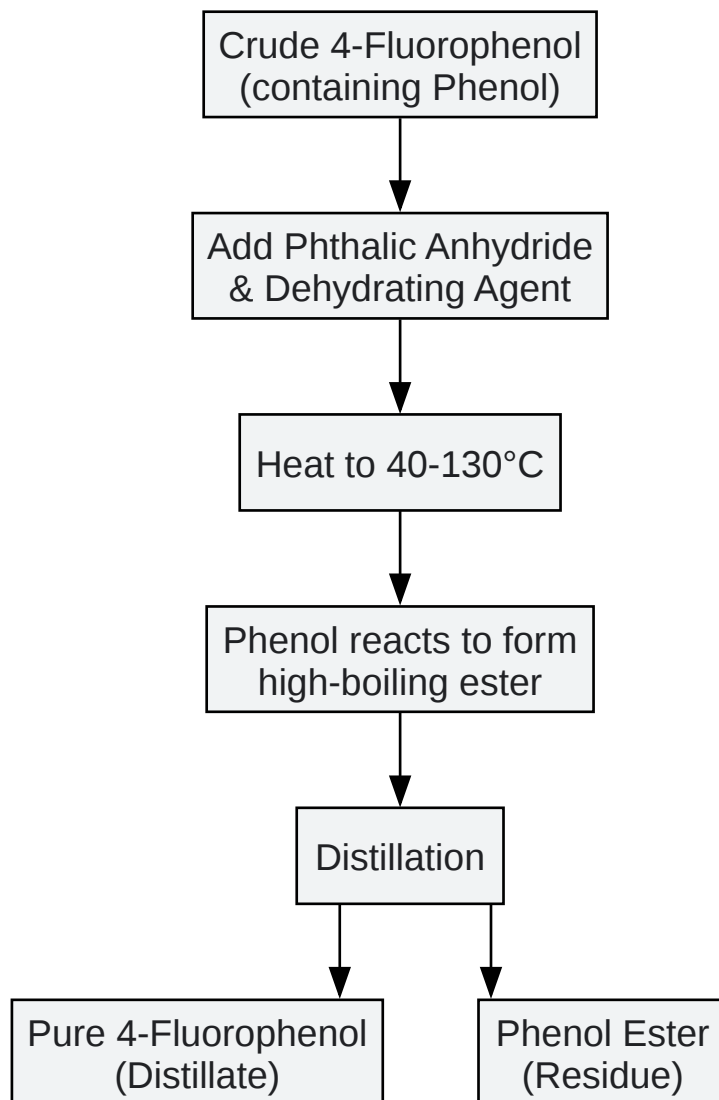 Crude 4-Fluorophenol
(containing Phenol)
Add Phthalic Anhydride
& Dehydrating Agent
Heat to 40-130°C
Phenol reacts to form
high-boiling ester
Distillation
Pure 4-Fluorophenol
(Distillate)
Phenol Ester
(Residue)